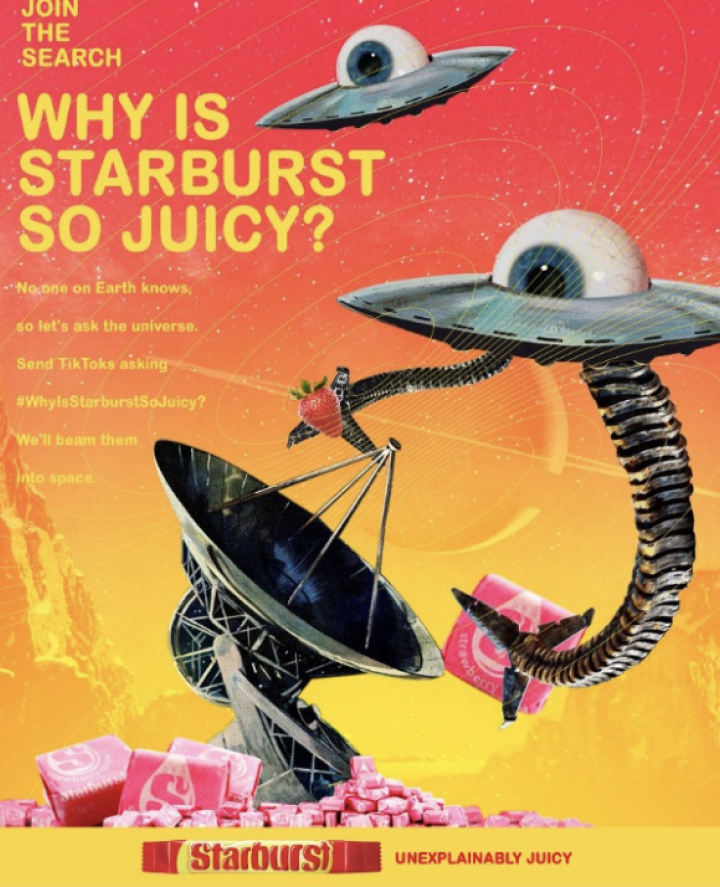 JOIN
THE
SEARCH
WHY IS
STARBURST
SO JUICY?
No one on Earth knows,
so let's ask the universe.
Send TikToks asking
#WhyIsStarburstSoJuicy?
We'll beam them
into space.
strawberry
S
S
Starburst
UNEXPLAINABLY JUICY